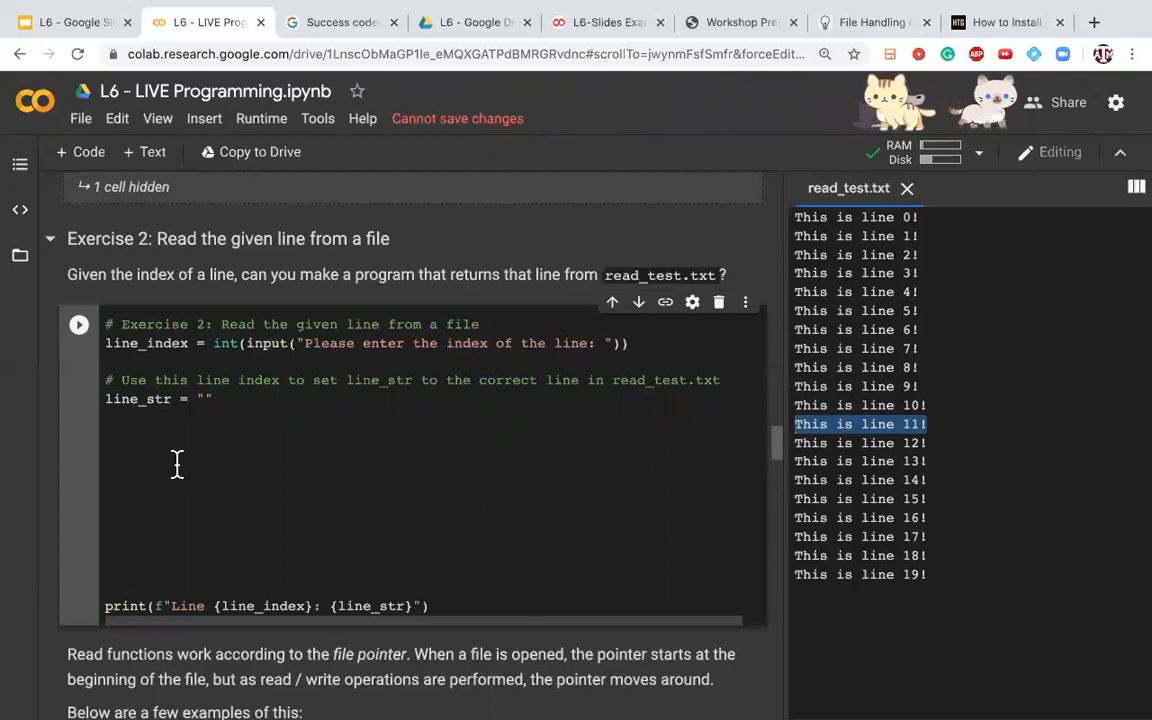 L6 - Google Sli
L6 - LIVE Prog
Success code
L6 - Google Dr
L6-Slides Exa
Workshop Pre
File Handling
HTG How to Install
colab.research.google.com/drive/1LnscObMaGP1Ie_eMQXGATPdBMRGRvdnc#scrollTo=jwynmFsfSmfr&forceEdit...
ABP
L6 - LIVE Programming.ipynb
Share
File Edit View Insert Runtime Tools Help Cannot save changes
+ Code + Text Copy to Drive
RAM
Disk
Editing
1 cell hidden
Exercise 2: Read the given line from a file
Given the index of a line, can you make a program that returns that line from read_test.txt?
# Exercise 2: Read the given line from a file
line_index = int(input("Please enter the index of the line: "))
# Use this line index to set line_str to the correct line in read_test.txt
line_str = ""
print(f"Line {line_index}: {line_str}")
Read functions work according to the file pointer. When a file is opened, the pointer starts at the
beginning of the file, but as read / write operations are performed, the pointer moves around.
Below are a few examples of this:
read_test.txt
This is line 0!
This is line 1!
This is line 2!
This is line 3!
This is line 4!
This is line 5!
This is line 6!
This is line 7!
This is line 8!
This is line 9!
This is line 10!
This is line 11!
This is line 12!
This is line 13!
This is line 14!
This is line 15!
This is line 16!
This is line 17!
This is line 18!
This is line 19!